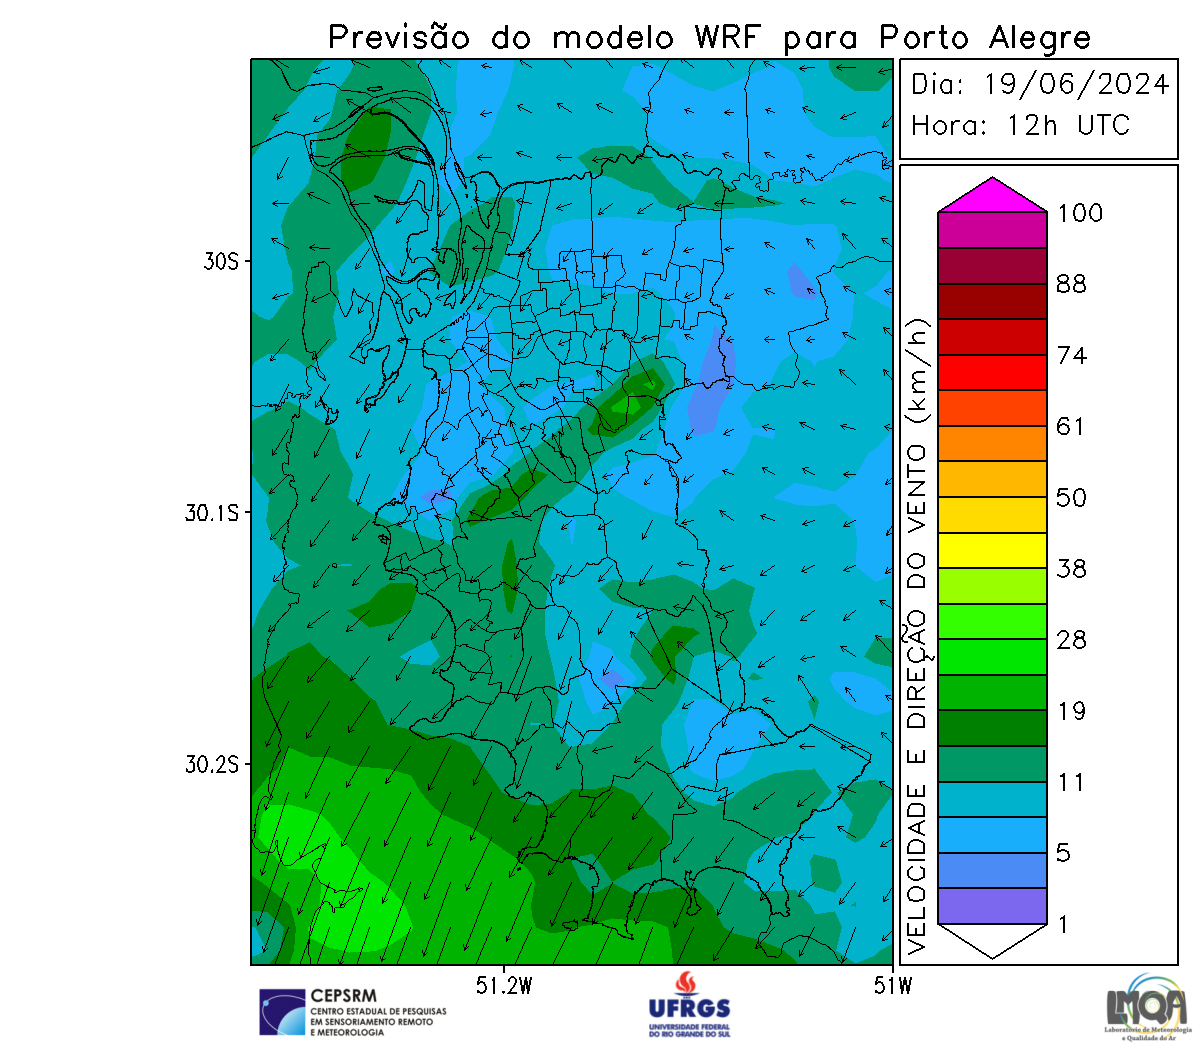 Previsão do modelo WRF para Porto Alegre
Dia: 19/06/2024
Hora: 12h UTC
100
88
74
61
50
38
28
19
11
5
1
VELOCIDADE E DIREÇÃO DO VENTO (km/h)
30S
30.1S
30.2S
51.2W
51W
CEPSRM
CENTRO ESTADUAL DE PESQUISAS
EM SENSORIAMENTO REMOTO
E METEOROLOGIA
UFRGS
UNIVERSIDADE FEDERAL
DO RIO GRANDE DO SUL
LMQA
Laboratório de Meteorologia
e Qualidade do Ar